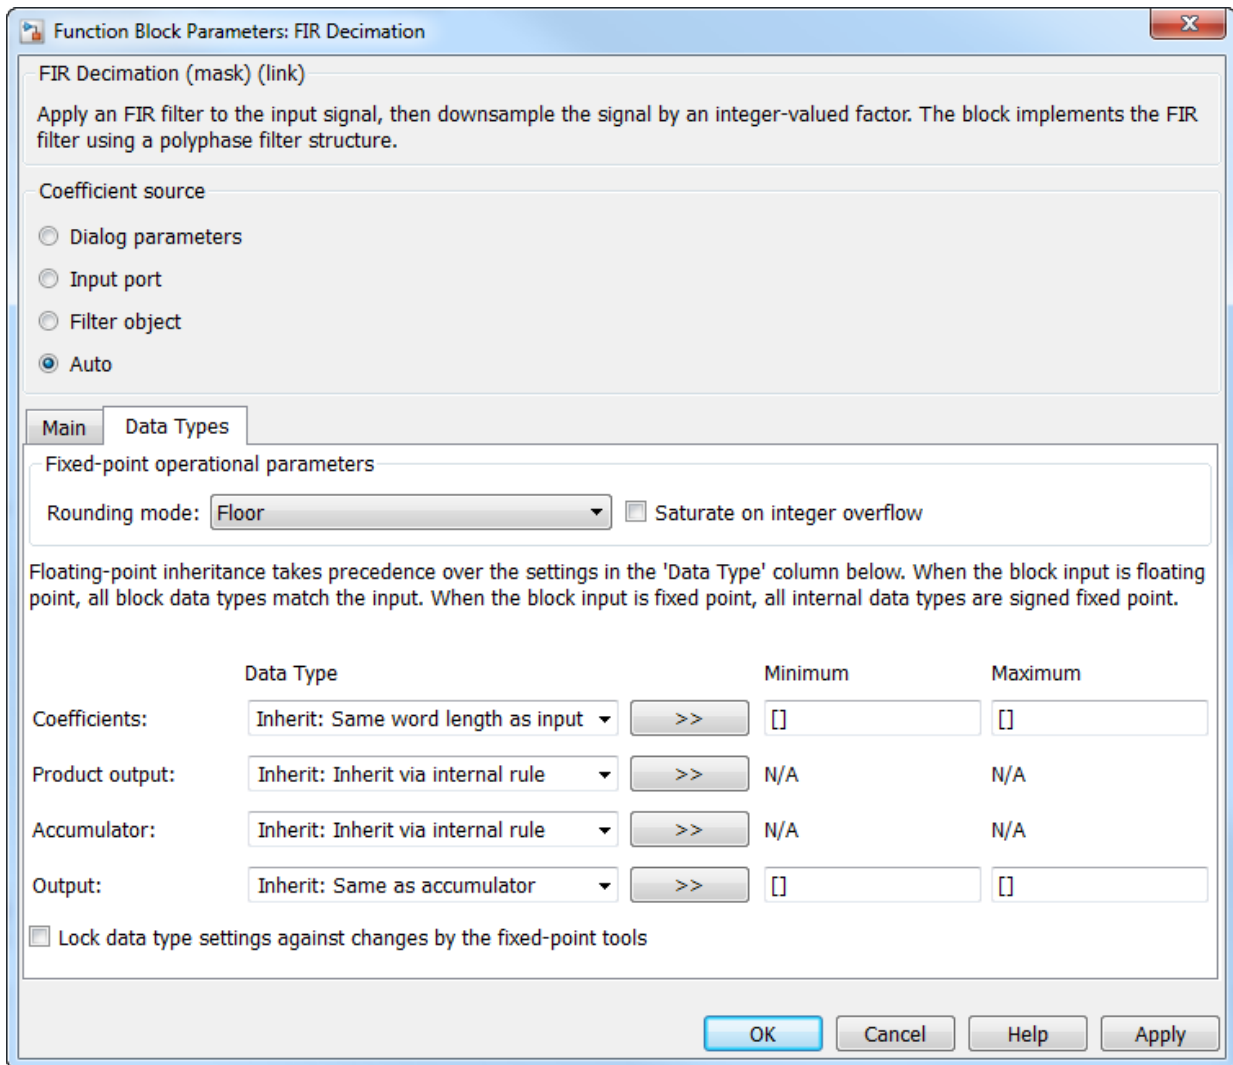 Function Block Parameters: FIR Decimation
X
FIR Decimation (mask) (link)
Apply an FIR filter to the input signal, then downsample the signal by an integer-valued factor. The block implements the FIR
filter using a polyphase filter structure.
Coefficient source
Dialog parameters
Input port
Filter object
Auto
Main Data Types
Fixed-point operational parameters
Rounding mode: Floor Saturate on integer overflow
Floating-point inheritance takes precedence over the settings in the 'Data Type' column below. When the block input is floating
point, all block data types match the input. When the block input is fixed point, all internal data types are signed fixed point.
Data Type Minimum Maximum
Coefficients: Inherit: Same word length as input >> [] []
Product output: Inherit: Inherit via internal rule >> N/A N/A
Accumulator: Inherit: Inherit via internal rule >> N/A N/A
Output: Inherit: Same as accumulator >> [] []
Lock data type settings against changes by the fixed-point tools
OK Cancel Help Apply